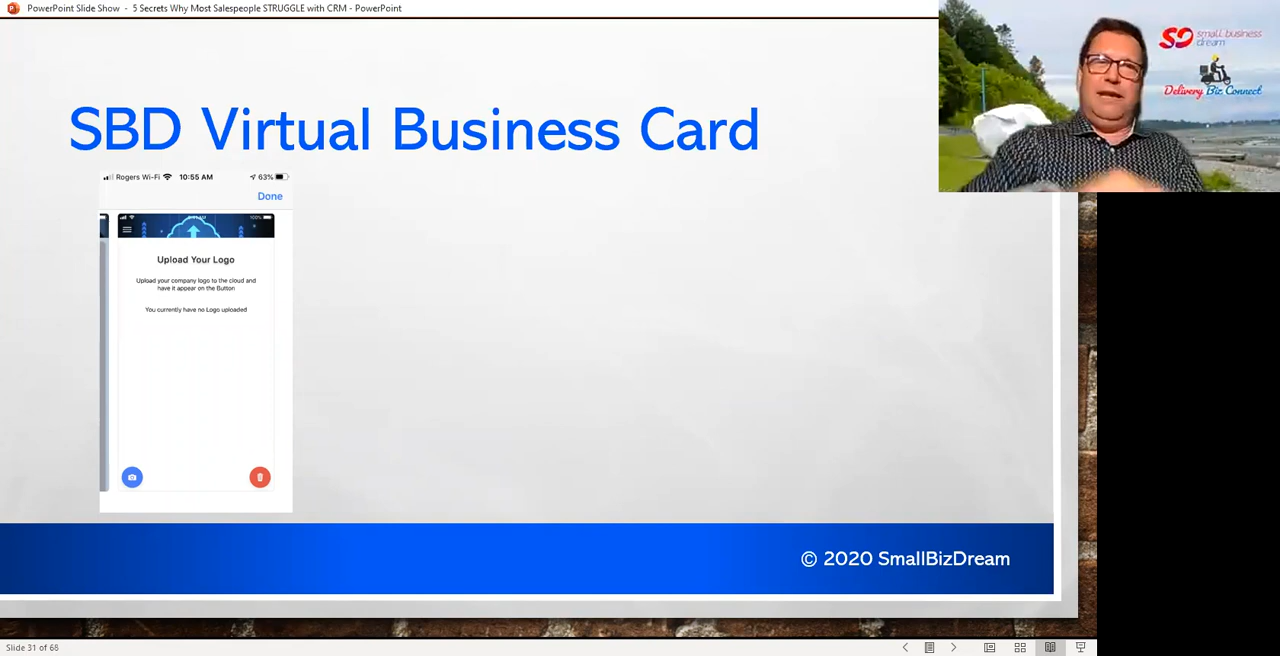 PowerPoint Slide Show - 5 Secrets Why Most Salespeople STRUGGLE with CRM - PowerPoint
small business
dream
Delivery Biz Connect
SBD Virtual Business Card
Rogers Wi-Fi 10:55 AM 63%
Done
100%
Upload Your Logo
Upload your company logo to the cloud and
have it appear on the Button
You currently have no Logo uploaded
© 2020 SmallBizDream
Slide 31 of 68